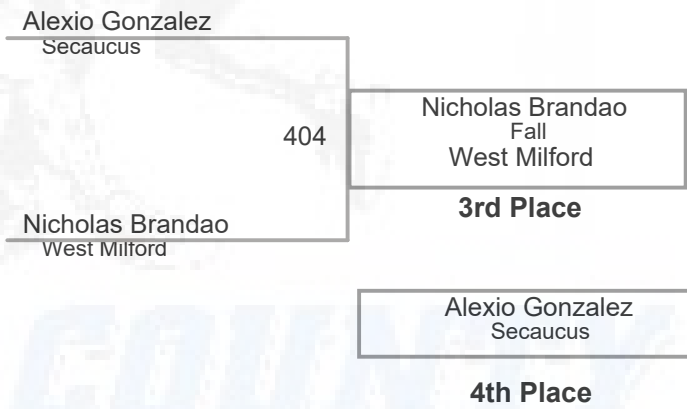 Alexio Gonzalez
Secaucus
404
Nicholas Brandao
Fall
West Milford
3rd Place
Nicholas Brandao
West Milford
Alexio Gonzalez
Secaucus
4th Place
COUNTY